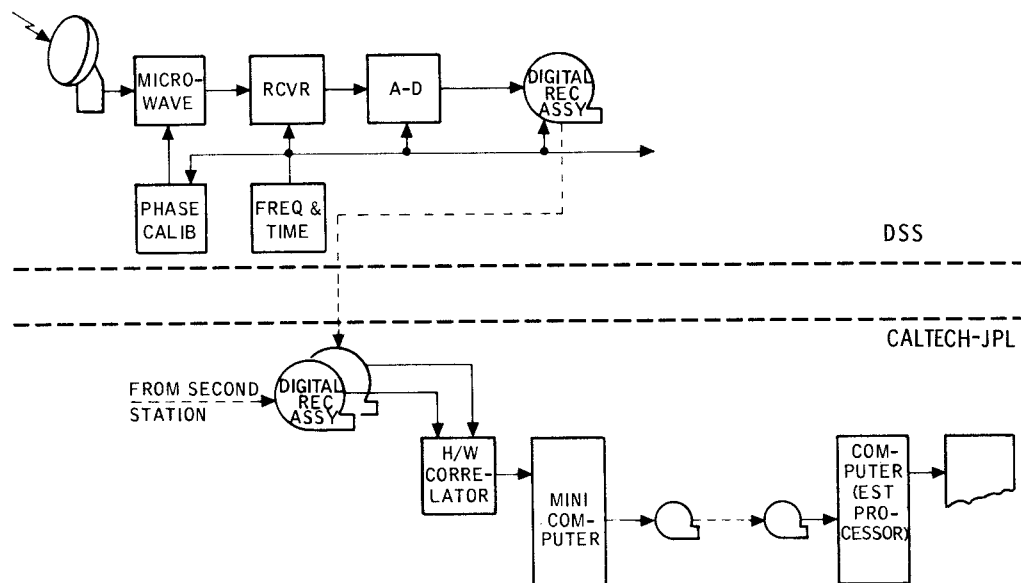 MICRO-
WAVE
RCVR
A-D
DIGITAL
REC
ASSY
PHASE
CALIB
FREQ &
TIME
DSS
CALTECH-JPL
FROM SECOND
STATION
DIGITAL
REC
ASSY
H/W
CORRE-
LATOR
MINI
COM-
PUTER
COM-
PUTER
(EST
PRO-
CESSOR)